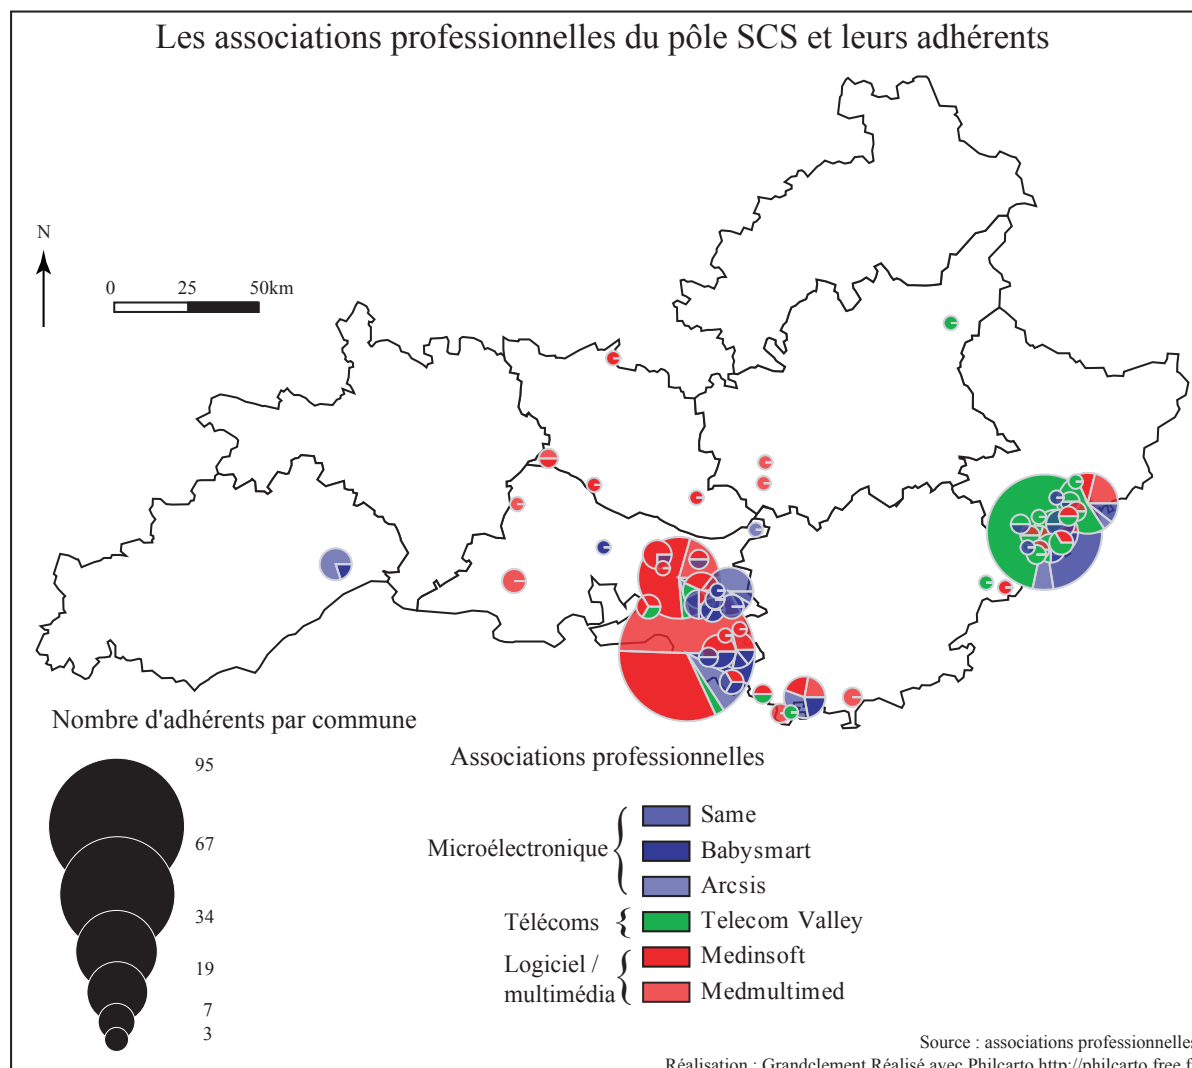 Les associations professionnelles du pôle SCS et leurs adhérents
N
0 25 50km
Nombre d'adhérents par commune
95
67
34
19
7
3
Associations professionnelles
Microélectronique
Same
Babysmart
Arcsis
Télécoms
Telecom Valley
Logiciel /
multimédia
Medinsoft
Medmultimed
Source : associations professionnelles
Réalisation : Grandclement Réalisé avec Philcarto http://philcarto.free.f